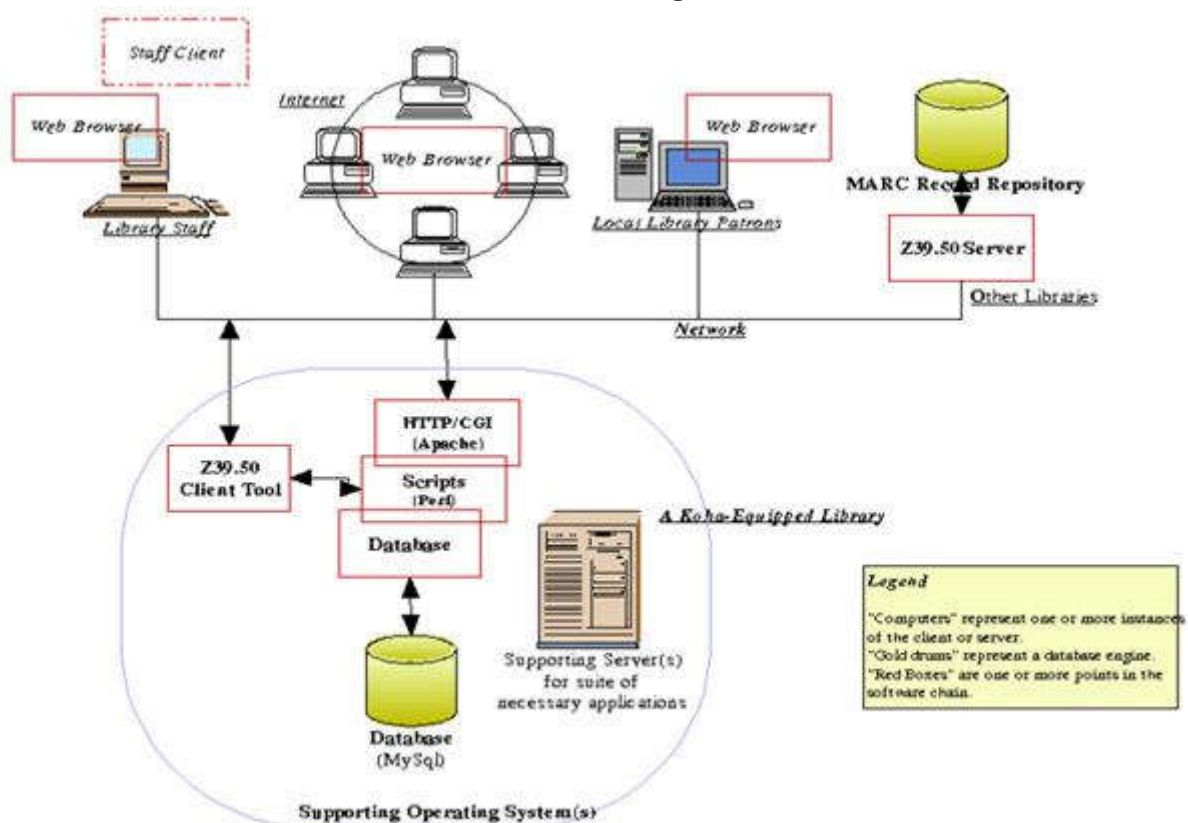 Staff Client
Web Browser
Library Staff
Internet
Web Browser
Web Browser
Local Library Patrons
MARC Record Repository
Z39.50 Server
Other Libraries
Network
HTTP/CGI
(Apache)
Z39.50
Client Tool
Scripts
(Perl)
Database
A Koha-Equipped Library
Supporting Server(s)
for suite of
necessary applications
Database
(MySql)
Supporting Operating System(s)
Legend
"Computers" represent one or more instances
of the client or server.
"Gold drums" represent a database engine.
"Red Boxes" are one or more points in the
software chain.